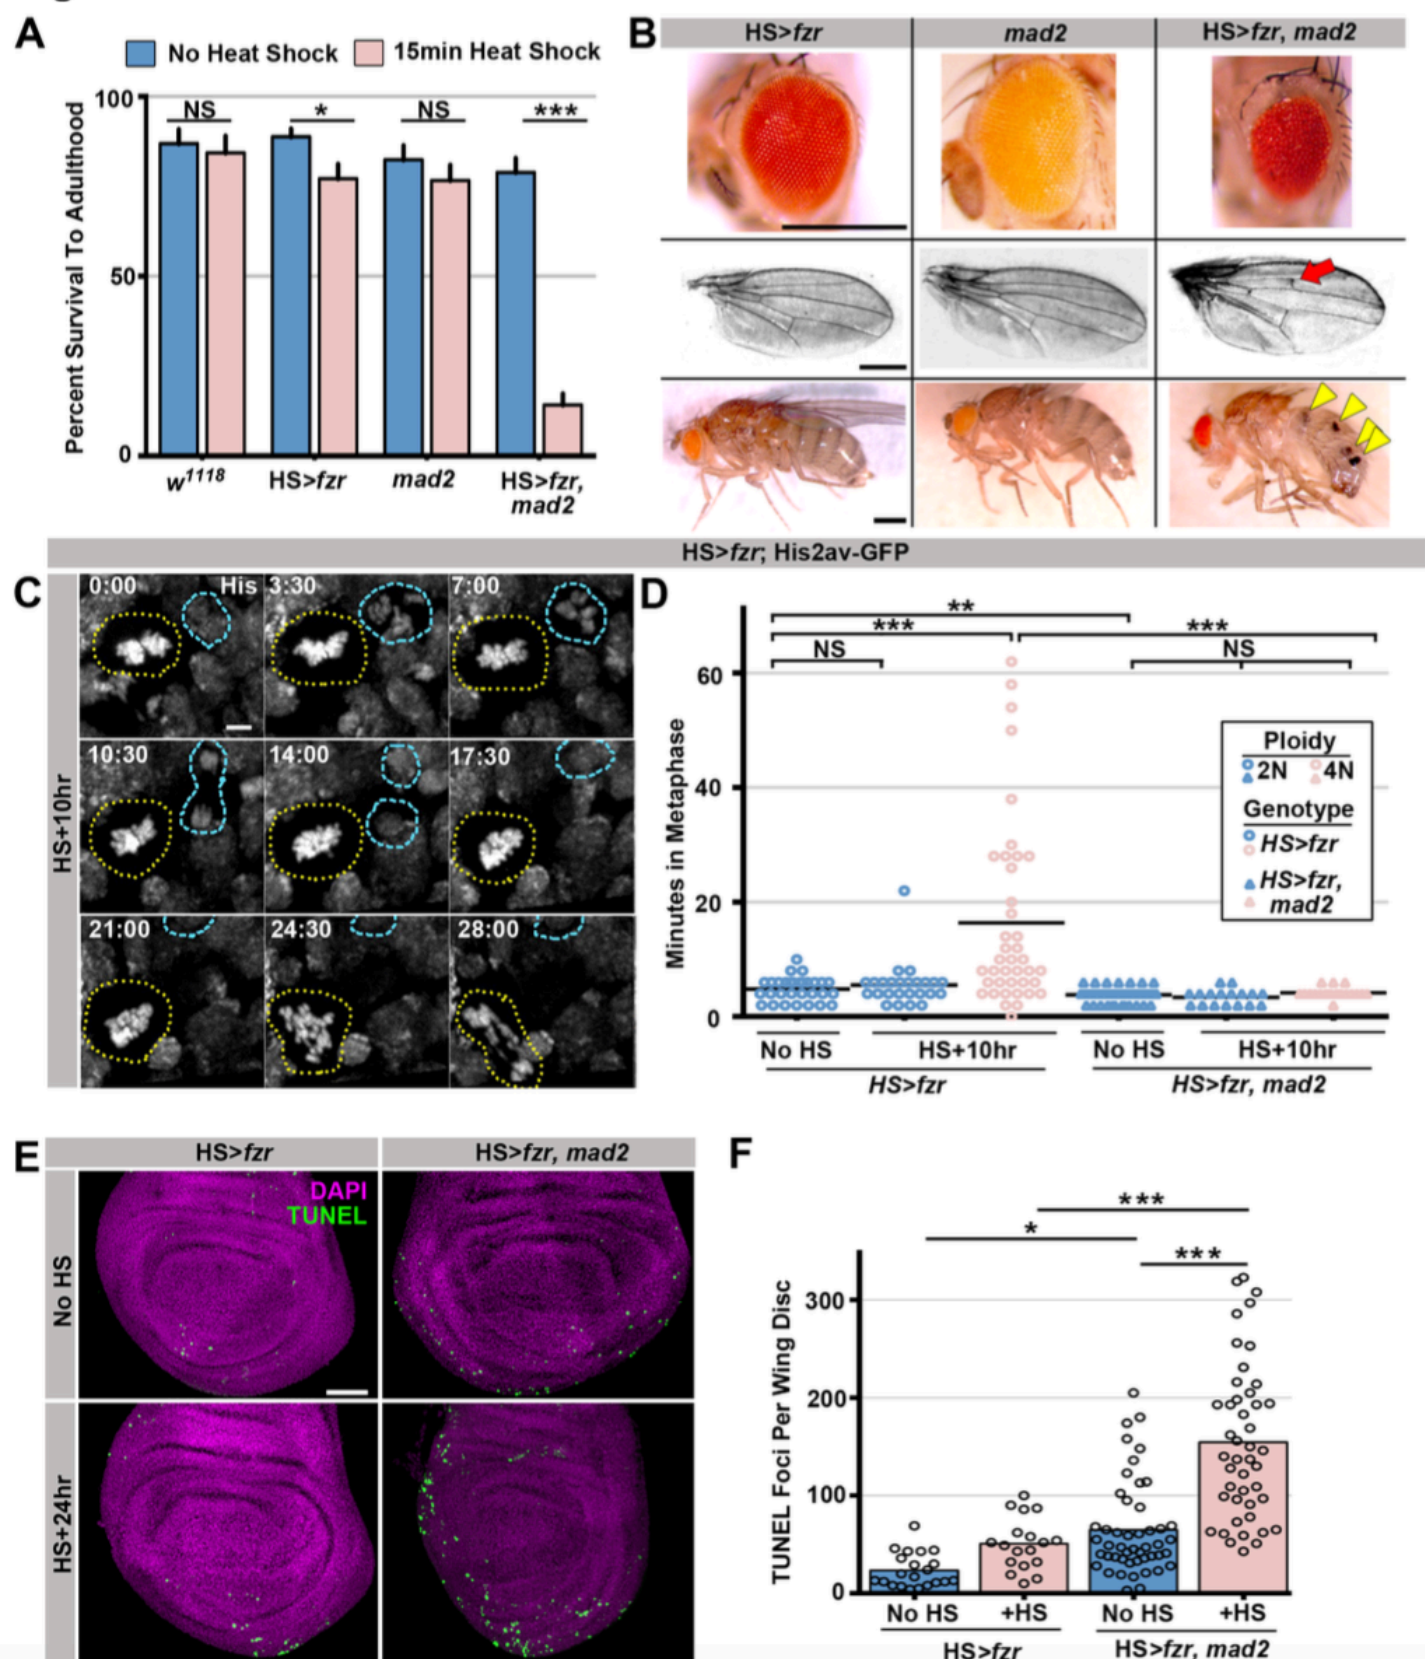 A
No Heat Shock
15min Heat Shock
Percent Survival To Adulthood
100
50
0
NS
*
NS
***
w1118
HS>fzr
mad2
HS>fzr,
mad2
B
HS>fzr
mad2
HS>fzr, mad2
HS>fzr; His2av-GFP
C
HS+10hr
0:00
His
3:30
7:00
10:30
14:00
17:30
21:00
24:30
28:00
D
Minutes in Metaphase
60
40
20
0
**
***
***
NS
NS
Ploidy
2N
4N
Genotype
HS>fzr
HS>fzr,
mad2
No HS
HS+10hr
No HS
HS+10hr
HS>fzr
HS>fzr, mad2
E
HS>fzr
HS>fzr, mad2
No HS
DAPI
TUNEL
HS+24hr
F
TUNEL Foci Per Wing Disc
300
200
100
0
***
*
***
No HS
+HS
No HS
+HS
HS>fzr
HS>fzr, mad2